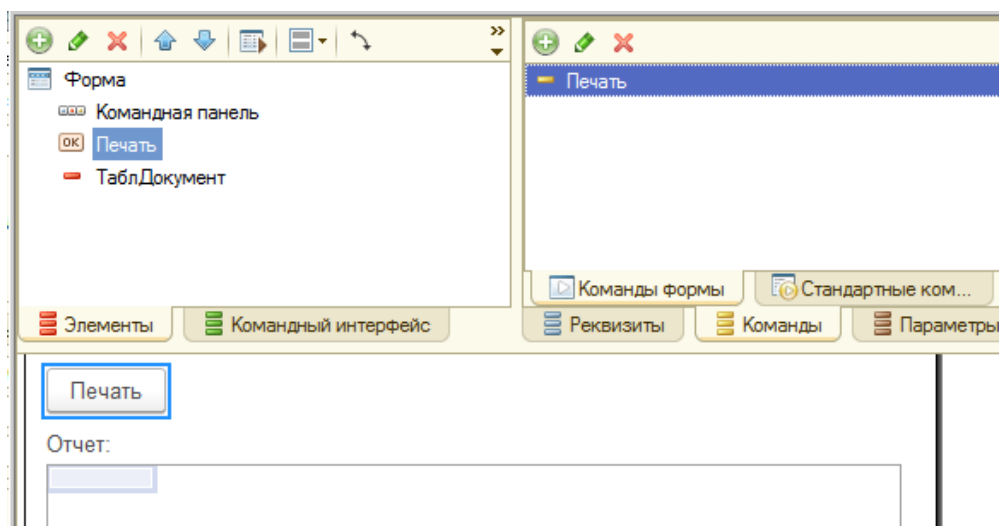 Форма
Командная панель
OK Печать
ТаблДокумент
Элементы Командный интерфейс
Печать
Команды формы Стандартные ком...
Реквизиты Команды Параметры
Печать
Отчет: